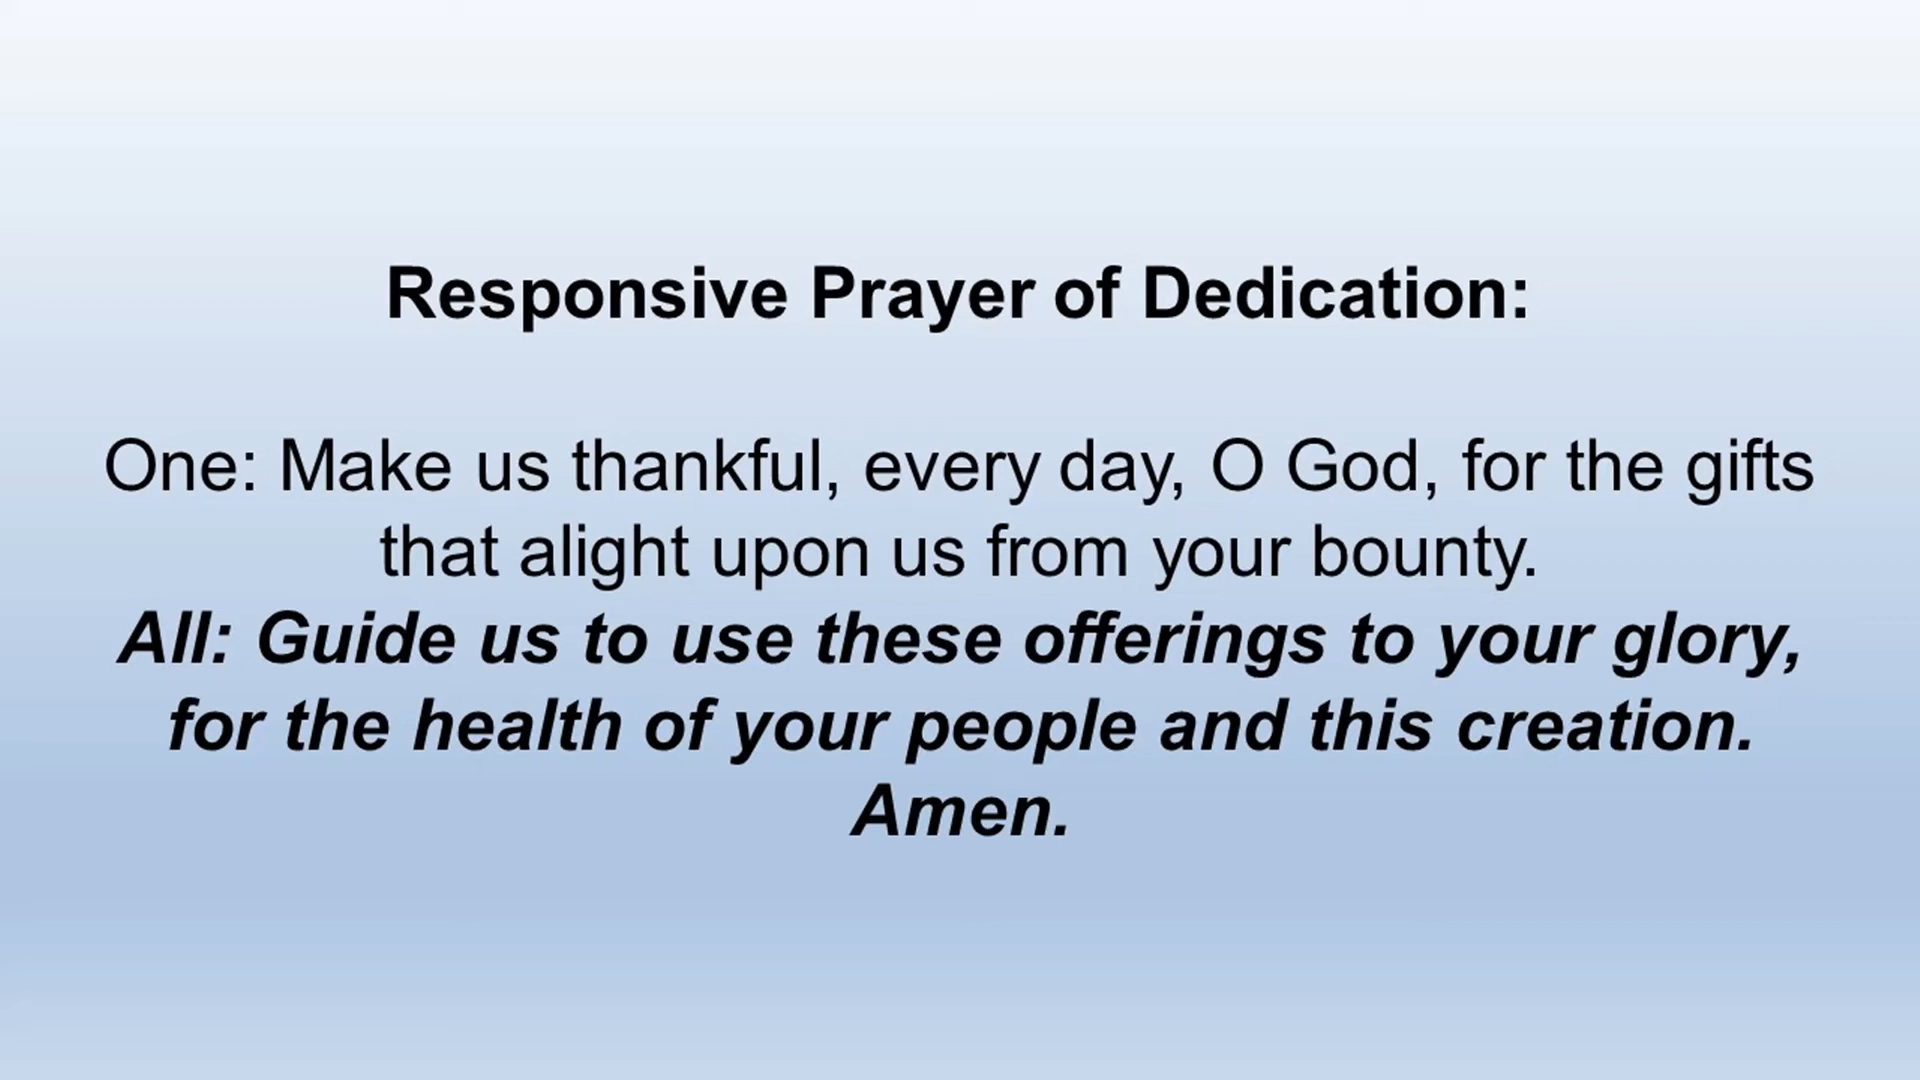 Responsive Prayer of Dedication:
One: Make us thankful, every day, O God, for the gifts
that alight upon us from your bounty.
All: Guide us to use these offerings to your glory,
for the health of your people and this creation.
Amen.